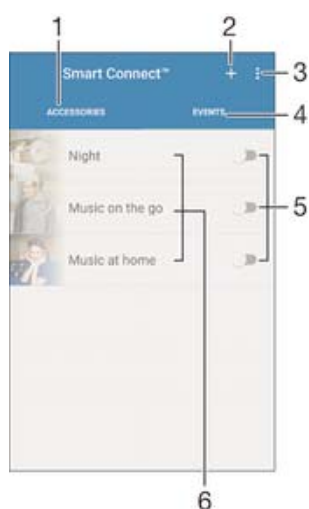 1
2
Smart Connect™
+
3
ACCESSORIES
EVENTS
4
Night
Music on the go
5
Music at home
6